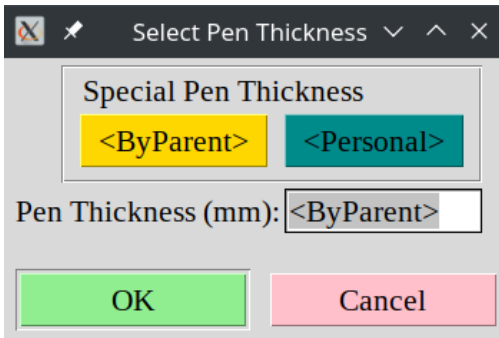 Select Pen Thickness
Special Pen Thickness
<ByParent> <Personal>
Pen Thickness (mm): <ByParent>
OK Cancel